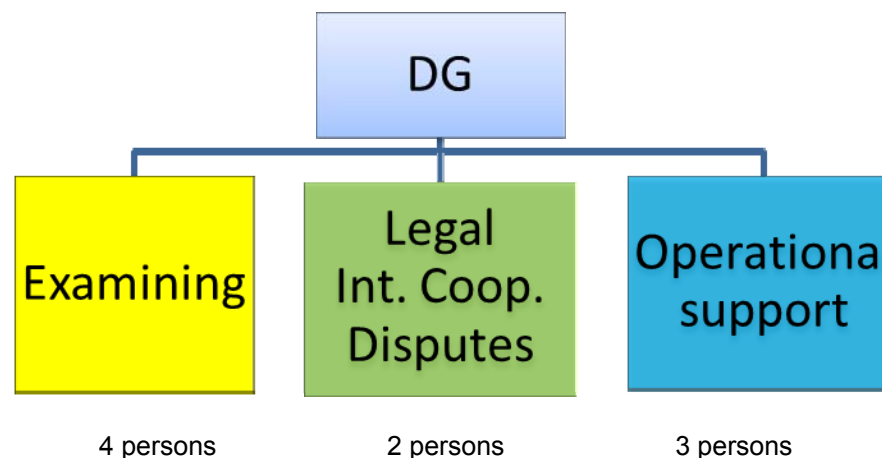 DG
Examining
Legal
Int. Coop.
Disputes
Operationa
support
4 persons
2 persons
3 persons